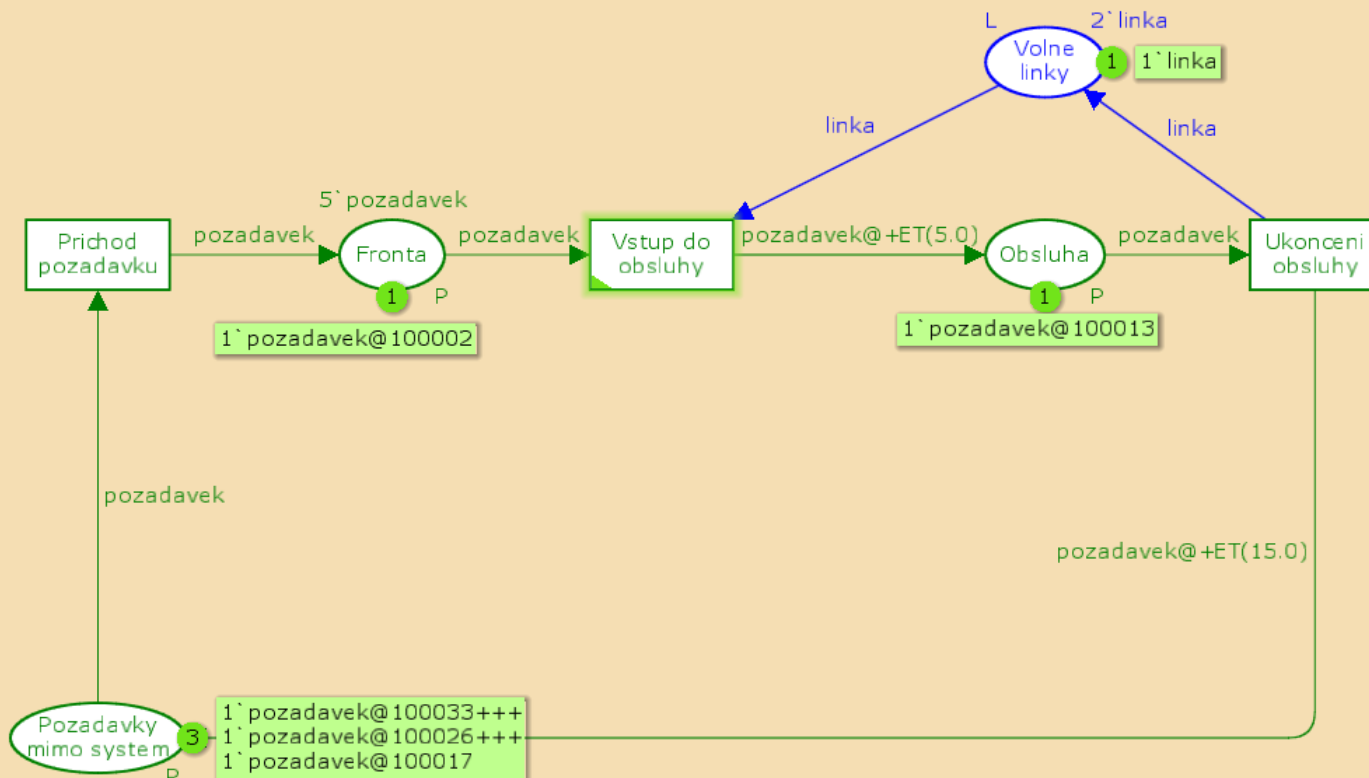 L
2`linka
Volne
linky
1
1`linka
linka
linka
5`pozadavek
Prichod
pozadavku
pozadavek
Fronta
pozadavek
Vstup do
obsluhy
pozadavek@+ET(5.0)
Obsluha
pozadavek
Ukonceni
obsluhy
1
P
1
P
1`pozadavek@100002
1`pozadavek@100013
pozadavek
pozadavek@+ET(15.0)
Pozadavky
mimo system
3
1`pozadavek@100033+++
1`pozadavek@100026+++
1`pozadavek@100017
P